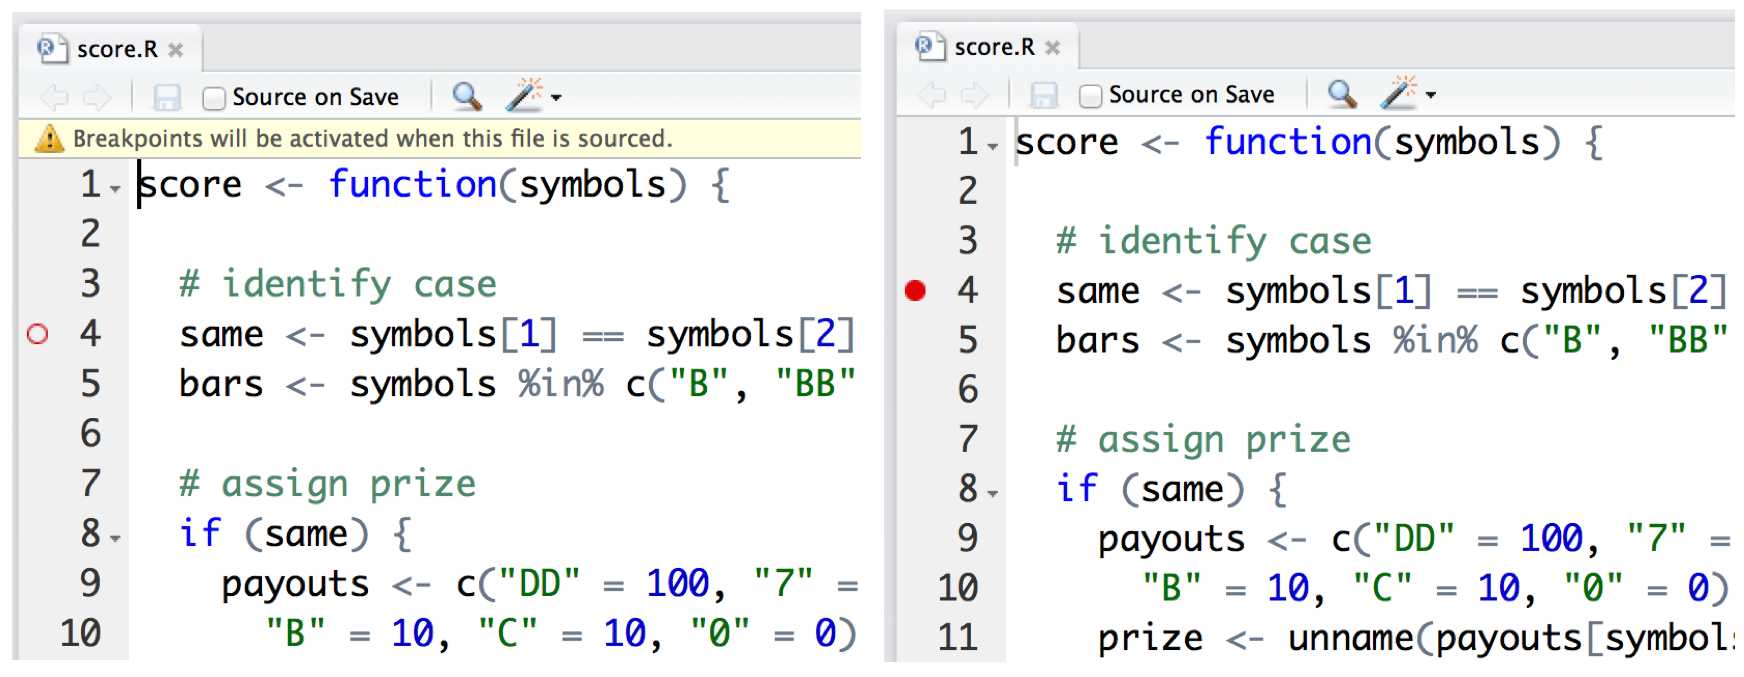 score.R
Source on Save
Breakpoints will be activated when this file is sourced.
1 score <- function(symbols) {
2
3 # identify case
4 same <- symbols[1] == symbols[2]
5 bars <- symbols %in% c("B", "BB"
6
7 # assign prize
8 if (same) {
9 payouts <- c("DD" = 100, "7" =
10 "B" = 10, "C" = 10, "0" = 0)
score.R
Source on Save
1 score <- function(symbols) {
2
3 # identify case
4 same <- symbols[1] == symbols[2]
5 bars <- symbols %in% c("B", "BB"
6
7 # assign prize
8 if (same) {
9 payouts <- c("DD" = 100, "7" =
10 "B" = 10, "C" = 10, "0" = 0)
11 prize <- unname(payouts[symbols